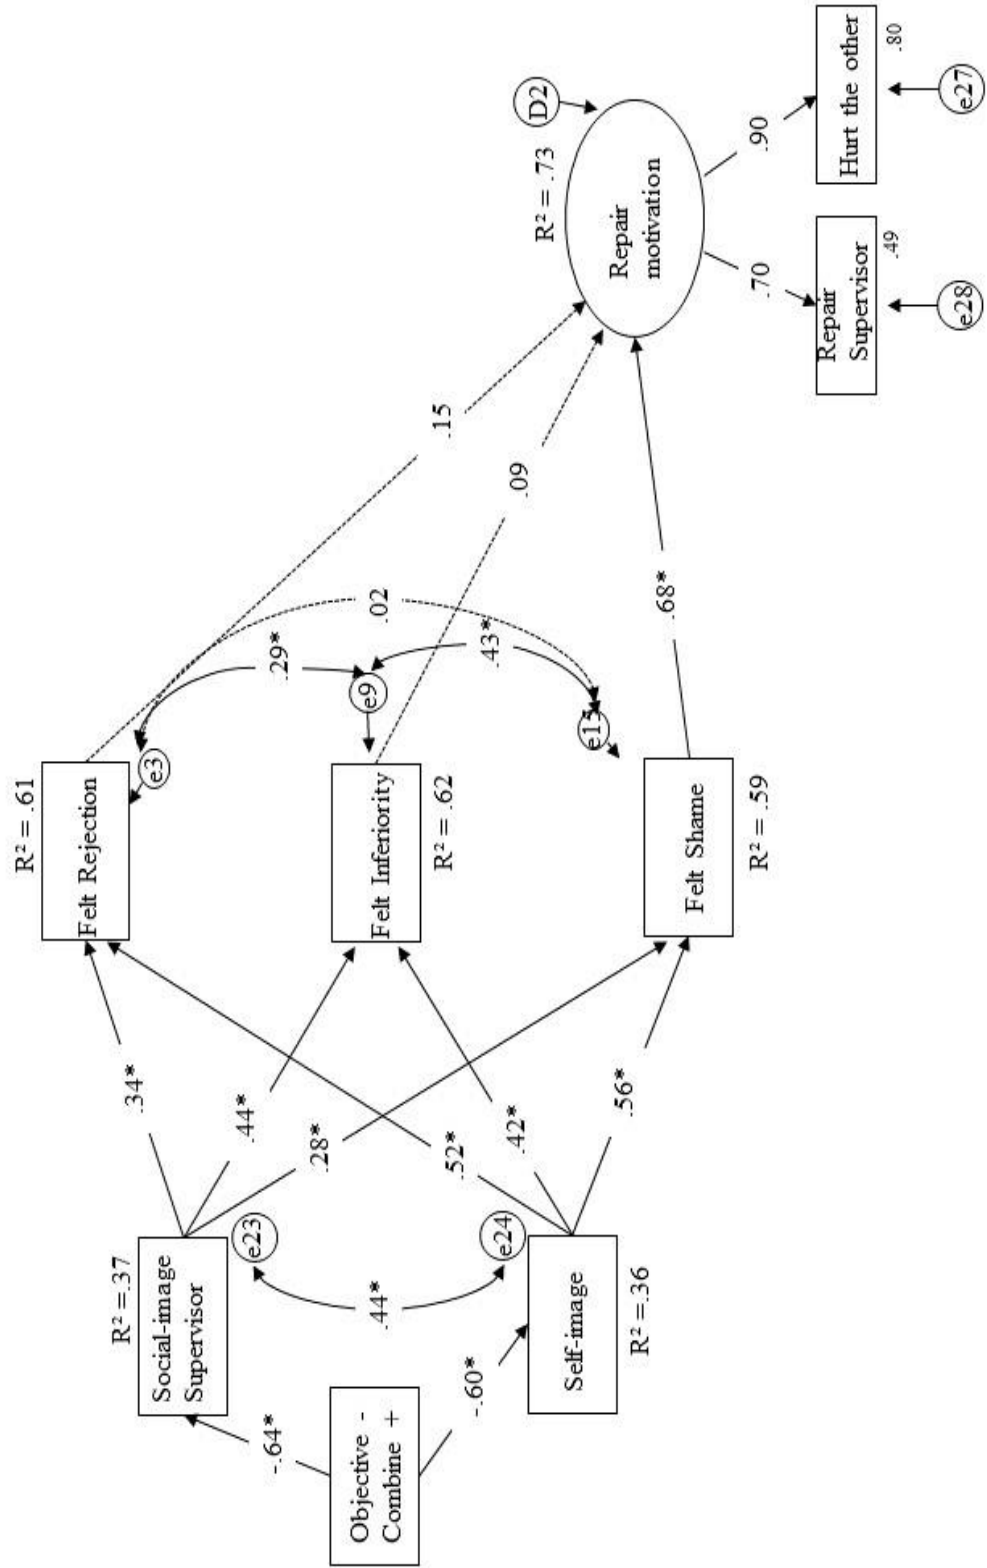 Objective -
Combine +
-.64*
-.60*
R² =.37
Social-image
Supervisor
e23
.44*
e24
Self-image
R² =.36
.34*
.44*
.28*
.52*
.42*
.56*
R² = .61
Felt Rejection
e3
Felt Inferiority
R² = .62
e9
Felt Shame
R² = .59
e15
.29*
.02
.43*
.15
.09
.68*
R² = .73
D2
Repair
motivation
.70
.90
Repair
Supervisor
.49
e28
Hurt the other
.80
e27